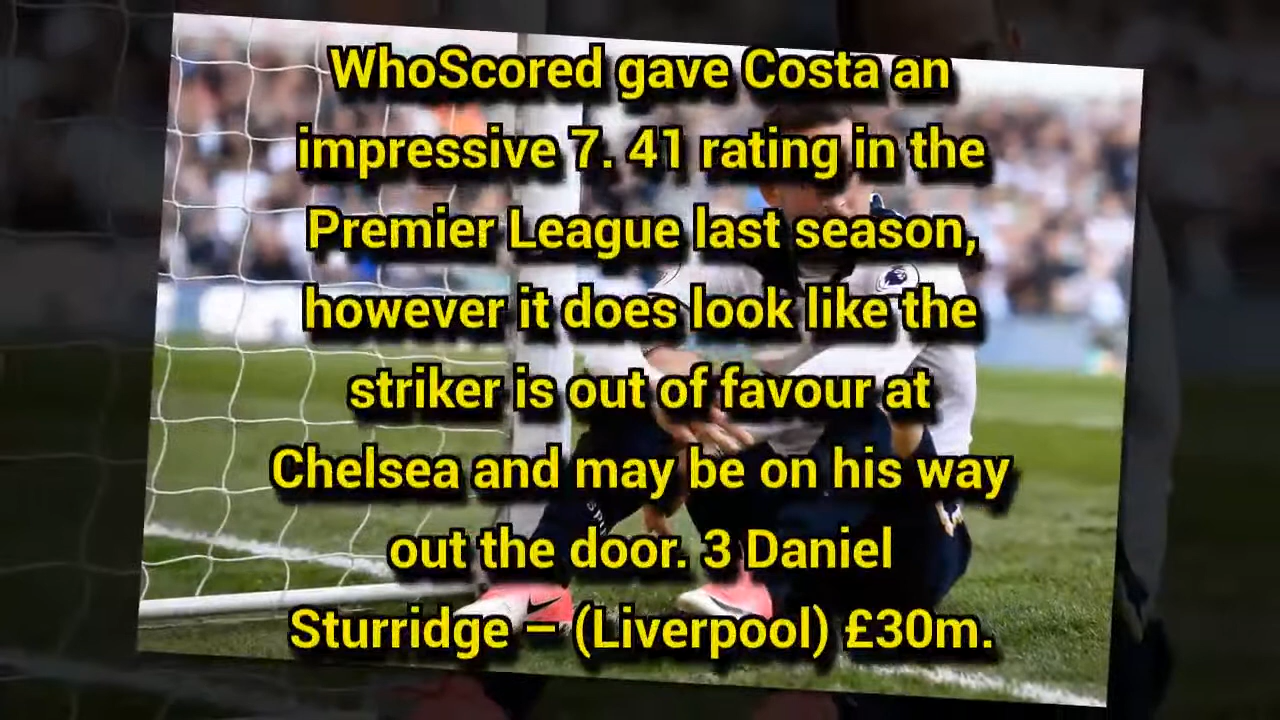 WhoScored gave Costa an
impressive 7. 41 rating in the
Premier League last season,
however it does look like the
striker is out of favour at
Chelsea and may be on his way
out the door. 3 Daniel
Sturridge – (Liverpool) £30m.